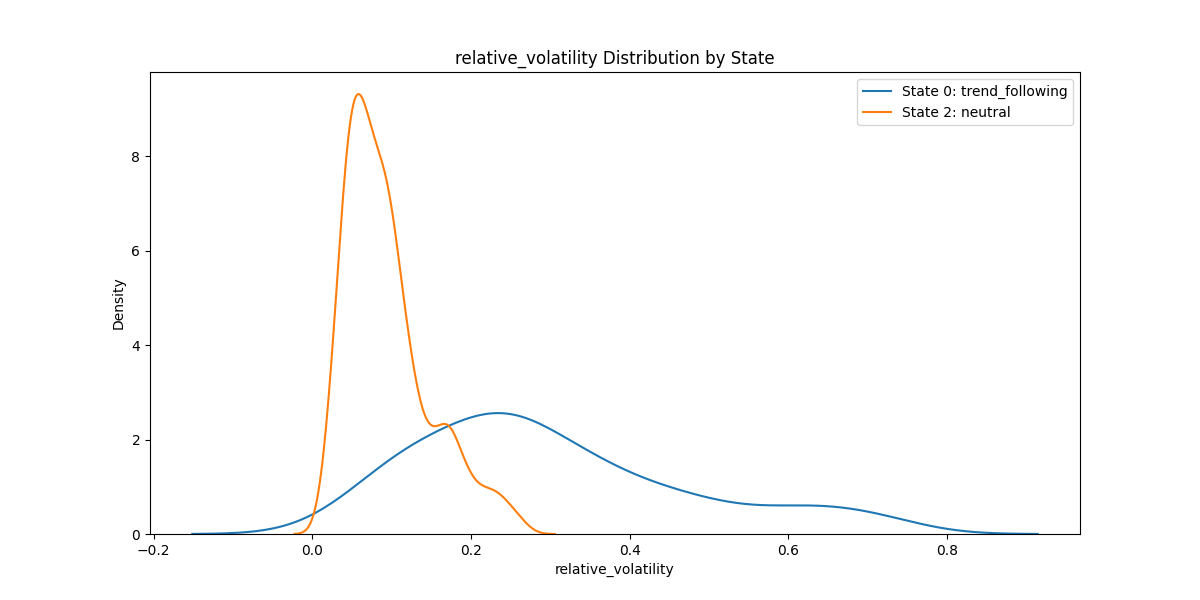 relative_volatility Distribution by State
State 0: trend_following
State 2: neutral
Density
8
6
4
2
0
−0.2
0.0
0.2
0.4
0.6
0.8
relative_volatility